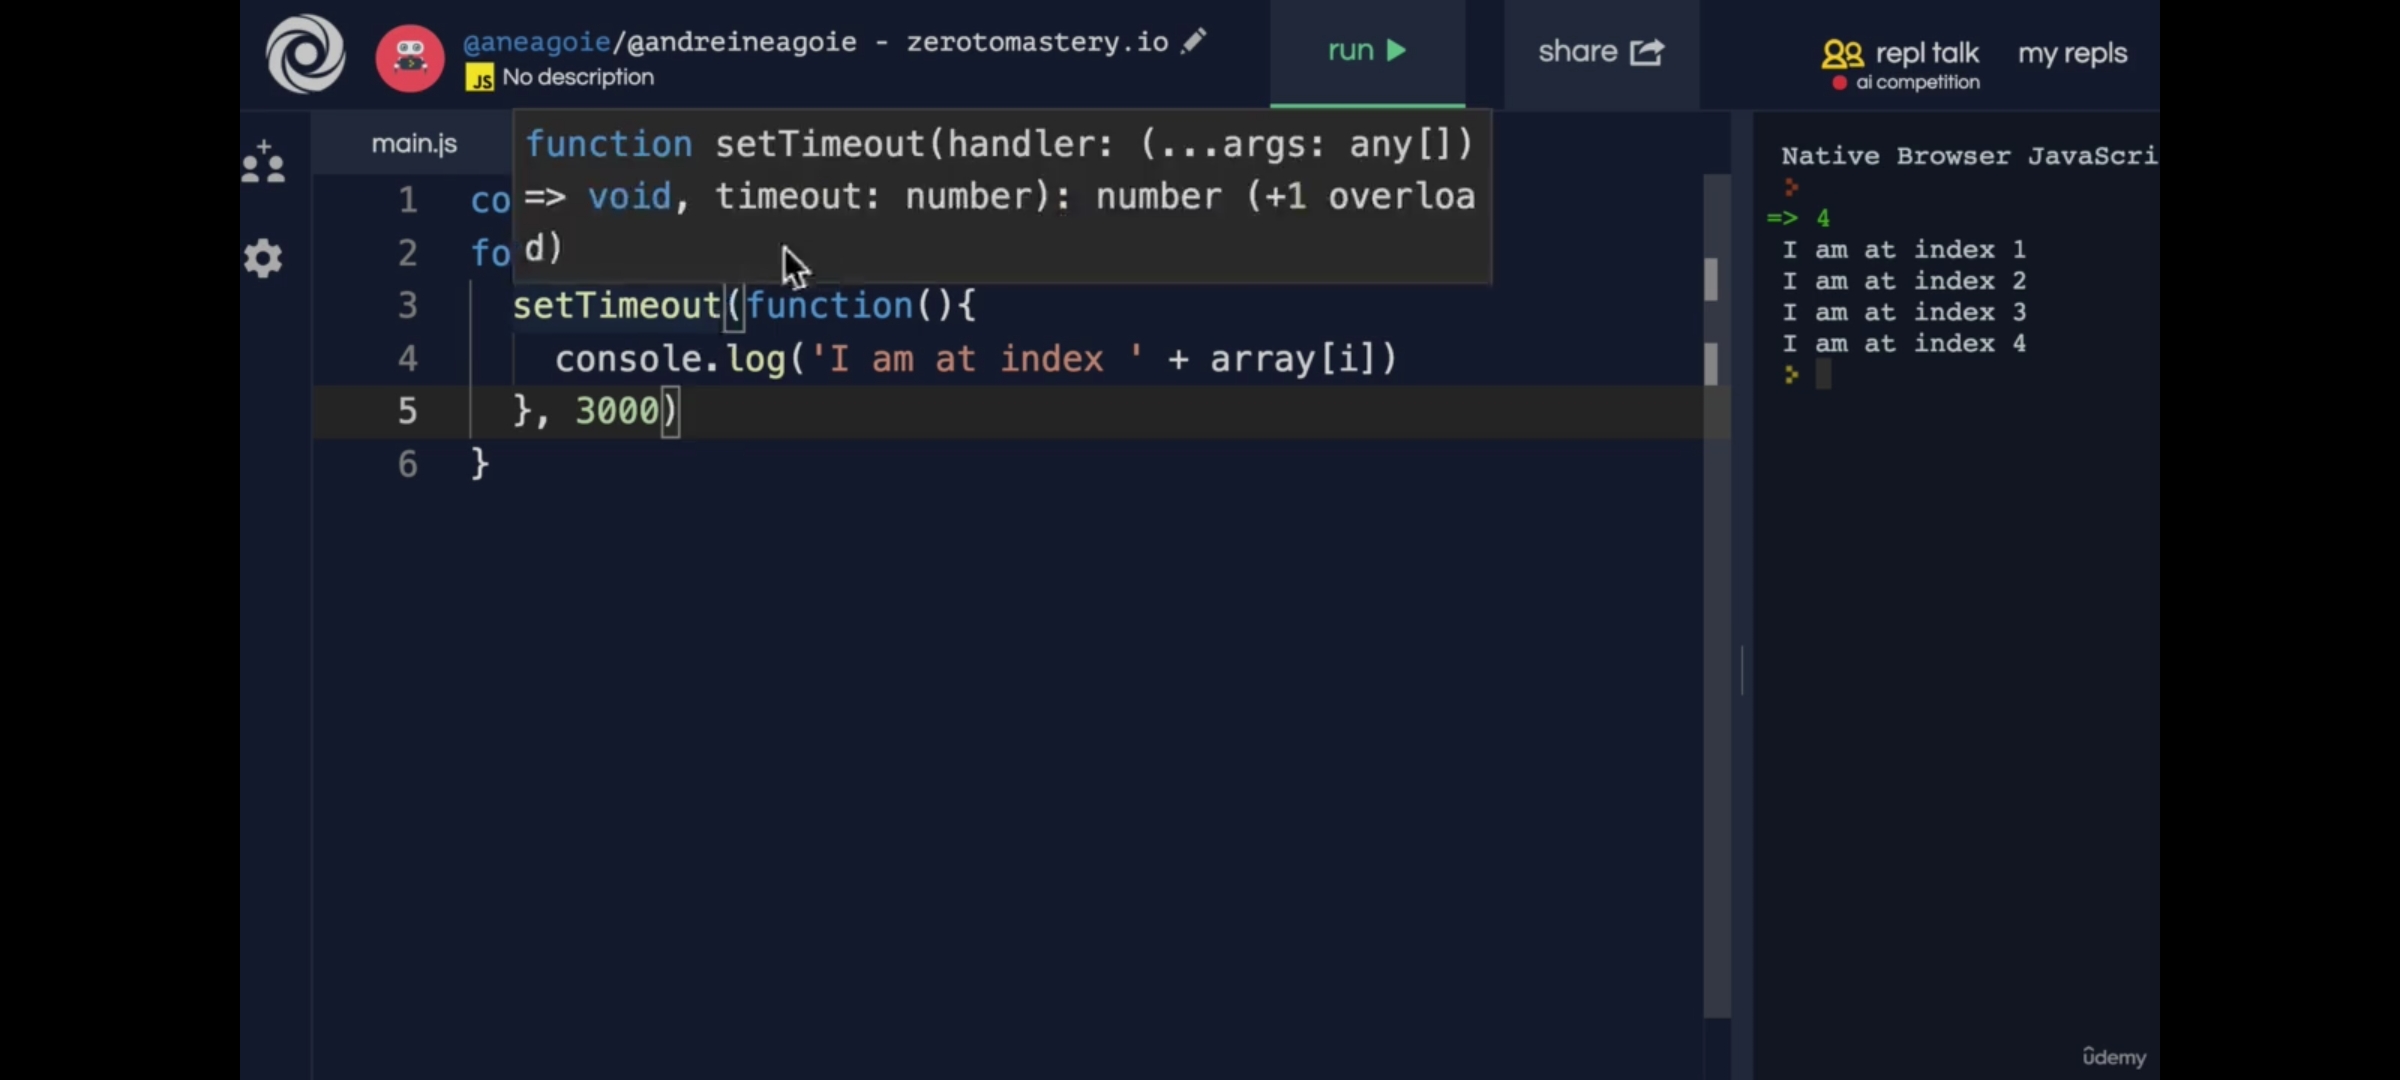 @aneagoie/@andreineagoie - zerotomastery.io
JS No description
run
share
repl talk
ai competition
my repls
main.js
function setTimeout(handler: (...args: any[])
=> void, timeout: number): number (+1 overloa
d)
1 co
2 fo
3 setTimeout(function(){
4 console.log('I am at index ' + array[i])
5 }, 3000)
6 }
Native Browser JavaScri
=> 4
I am at index 1
I am at index 2
I am at index 3
I am at index 4
ûdemy